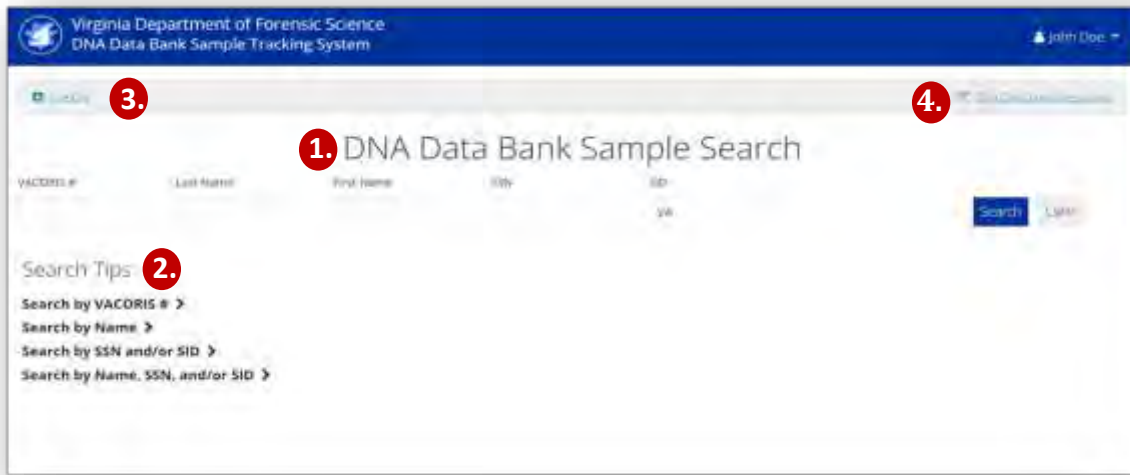 Virginia Department of Forensic Science
DNA Data Bank Sample Tracking System
John Doe
3.
4.
1. DNA Data Bank Sample Search
VACORIS # Last Name First Name SSN SID
VA
Search
Search Tips 2.
Search by VACORIS # >
Search by Name >
Search by SSN and/or SID >
Search by Name, SSN, and/or SID >